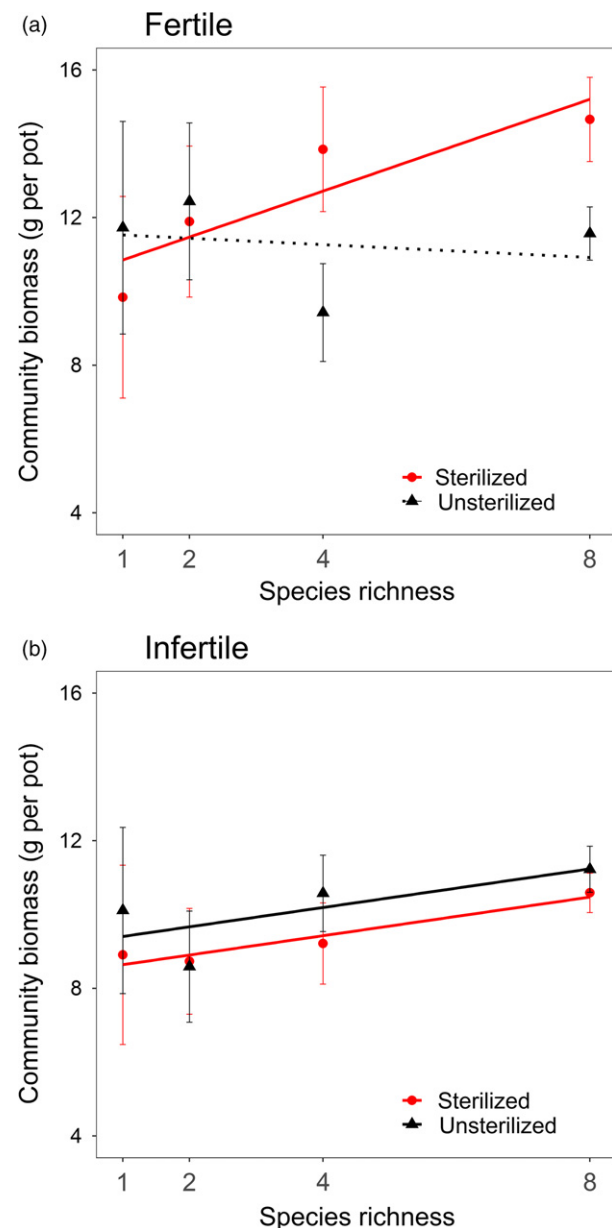 (a) Fertile
16
12
8
4
Community biomass (g per pot)
Sterilized
Unsterilized
1 2 4 8
Species richness
(b) Infertile
16
12
8
4
Community biomass (g per pot)
Sterilized
Unsterilized
1 2 4 8
Species richness